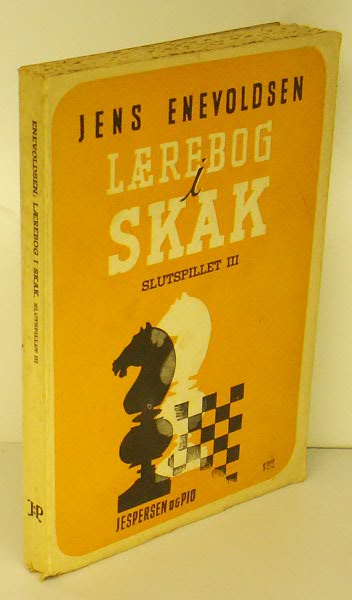 JENS ENEVOLDSEN
LÆREBOG
i
SKAK
SLUTSPILLET III
JESPERSEN OG PIO
ENEVOLDSEN: LÆREBOG I SKAK. SLUTSPILLET III